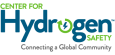 CENTER FOR
Hydrogen
SAFETY
Connecting a Global Community